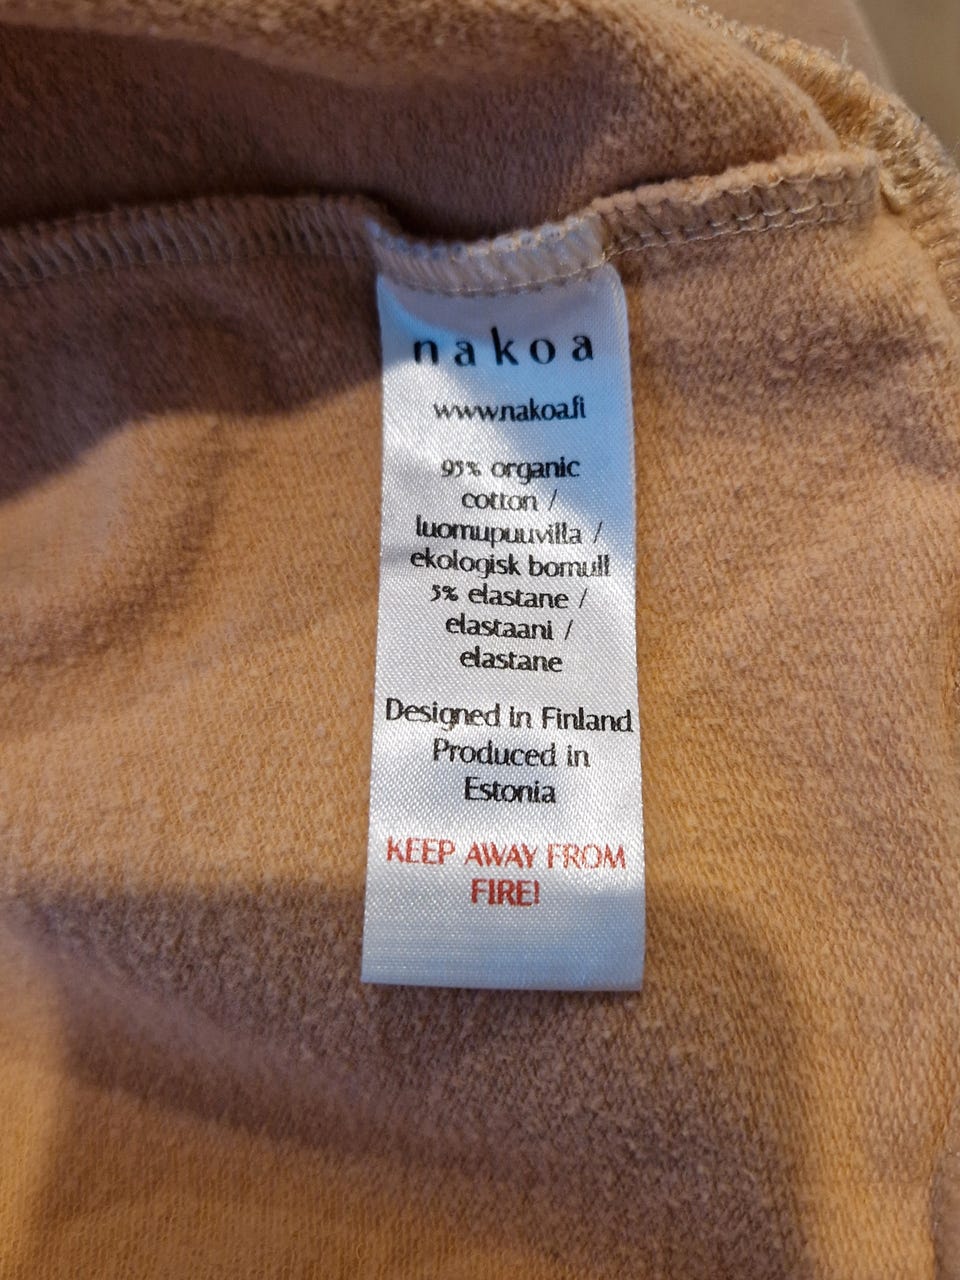 nakoa
www.nakoa.fi
95% organic
cotton /
luomupuuvilla /
ekologisk bomull
5% elastane /
elastaani /
elastane
Designed in Finland
Produced in
Estonia
KEEP AWAY FROM
FIRE!